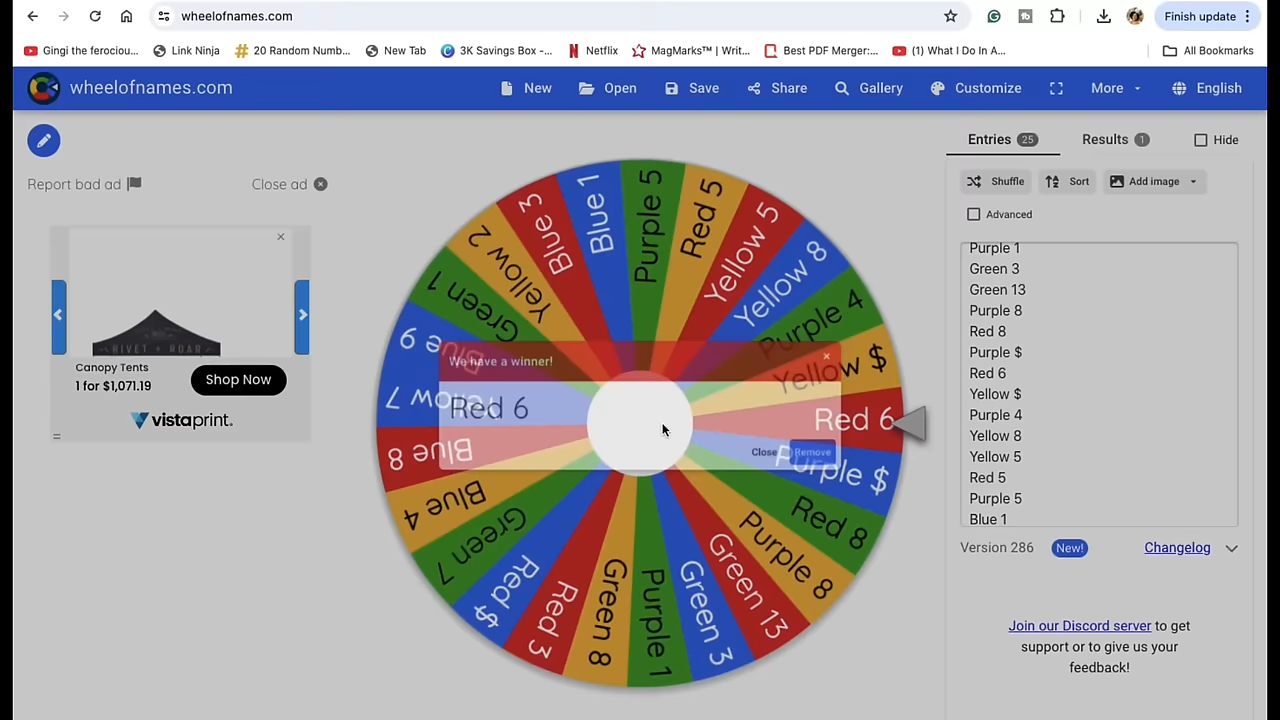 wheelofnames.com
Finish update
Gingi the ferociou...
Link Ninja
20 Random Numb...
New Tab
3K Savings Box -...
Netflix
MagMarks™ | Writ...
Best PDF Merger:...
(1) What I Do In A...
All Bookmarks
wheelofnames.com
New
Open
Save
Share
Gallery
Customize
More
English
Report bad ad
Close ad
Canopy Tents
1 for $1,071.19
Shop Now
vistaprint.
RIVET + ROAR
Purple 5
Red 5
Yellow 5
Yellow 8
Purple 4
Yellow $
Red 6
Purple $
Red 8
Purple 8
Green 13
Green 3
Purple 1
Green 8
Red 3
Red $
Green 7
Blue 4
Blue 8
Yellow 7
Blue 9
Green 1
Yellow 2
Blue 3
Blue 1
We have a winner!
Red 6
Close
Remove
Entries 25
Results 1
Hide
Shuffle
Sort
Add image
Advanced
Purple 1
Green 3
Green 13
Purple 8
Red 8
Purple $
Red 6
Yellow $
Purple 4
Yellow 8
Yellow 5
Red 5
Purple 5
Blue 1
Version 286
New!
Changelog
Join our Discord server to get
support or to give us your
feedback!